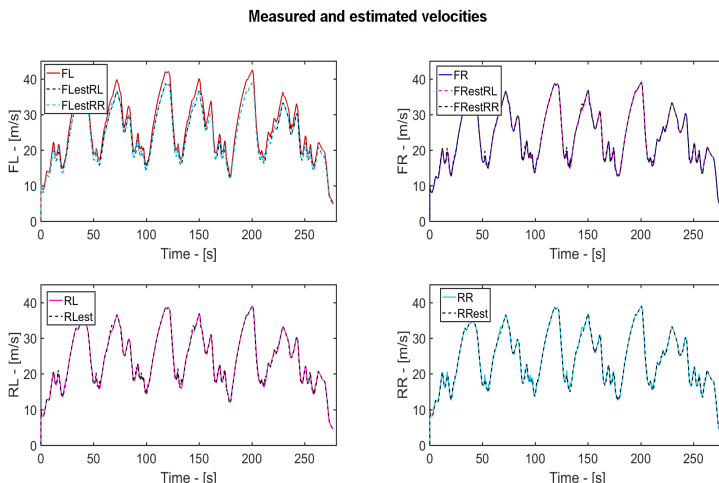 Measured and estimated velocities
FL - [m/s]
40
30
20
10
0
FL
FLestRL
FLestRR
0 50 100 150 200 250
Time - [s]
FR - [m/s]
40
30
20
10
0
FR
FRestRL
FRestRR
0 50 100 150 200 250
Time - [s]
RL - [m/s]
40
30
20
10
0
RL
RLest
0 50 100 150 200 250
Time - [s]
RR - [m/s]
40
30
20
10
0
RR
RRest
0 50 100 150 200 250
Time - [s]